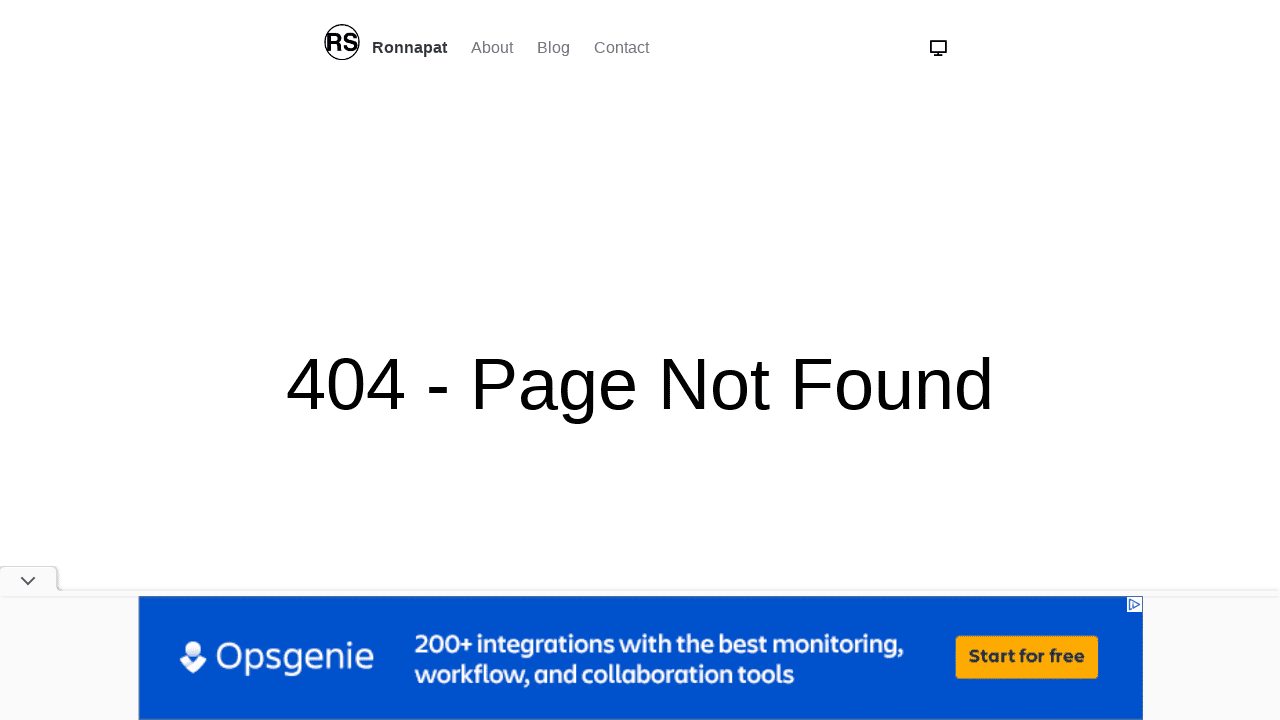 RS Ronnapat About Blog Contact
404 - Page Not Found
Opsgenie
200+ integrations with the best monitoring,
workflow, and collaboration tools
Start for free